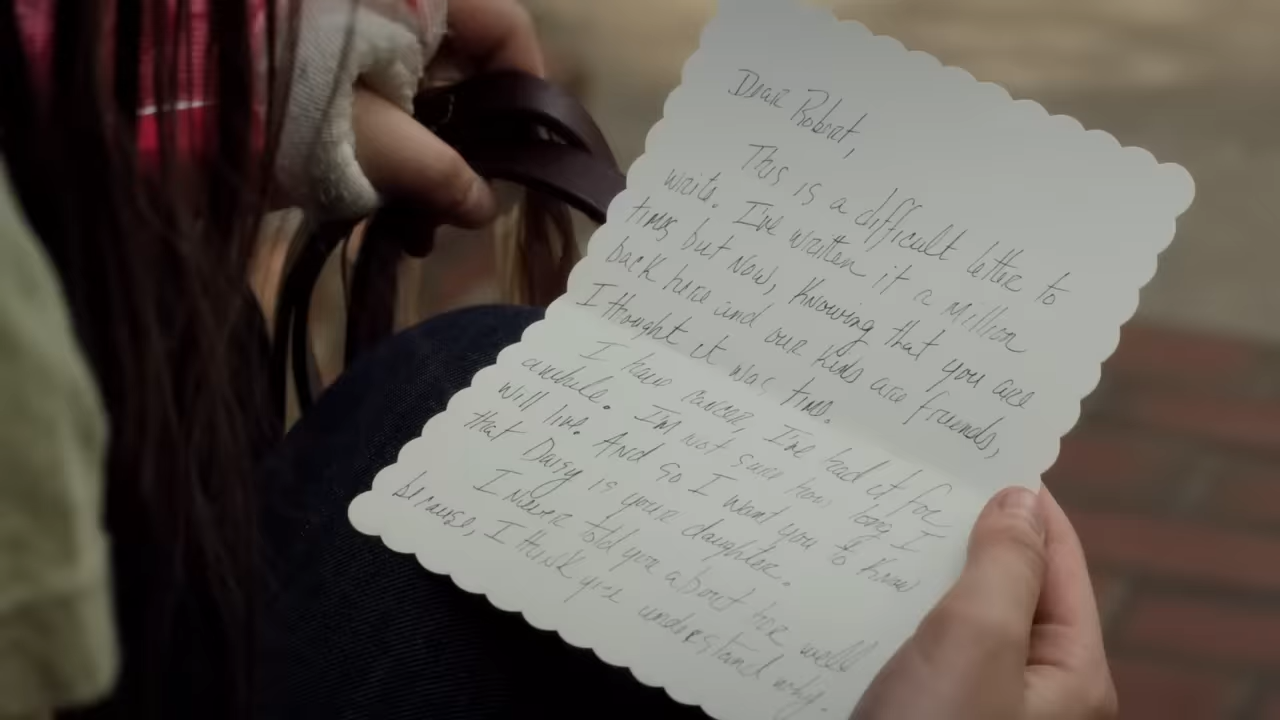 Dear Robert,
This is a difficult letter to
write. I've written it a million
times but now, knowing that you are
back here and our kids are friends,
I thought it was time.
I have cancer, I've had it for
awhile. I'm not sure how long I
will live. And so I want you to know
that Daisy is your daughter.
I never told you about her well
because, I think you understand why.